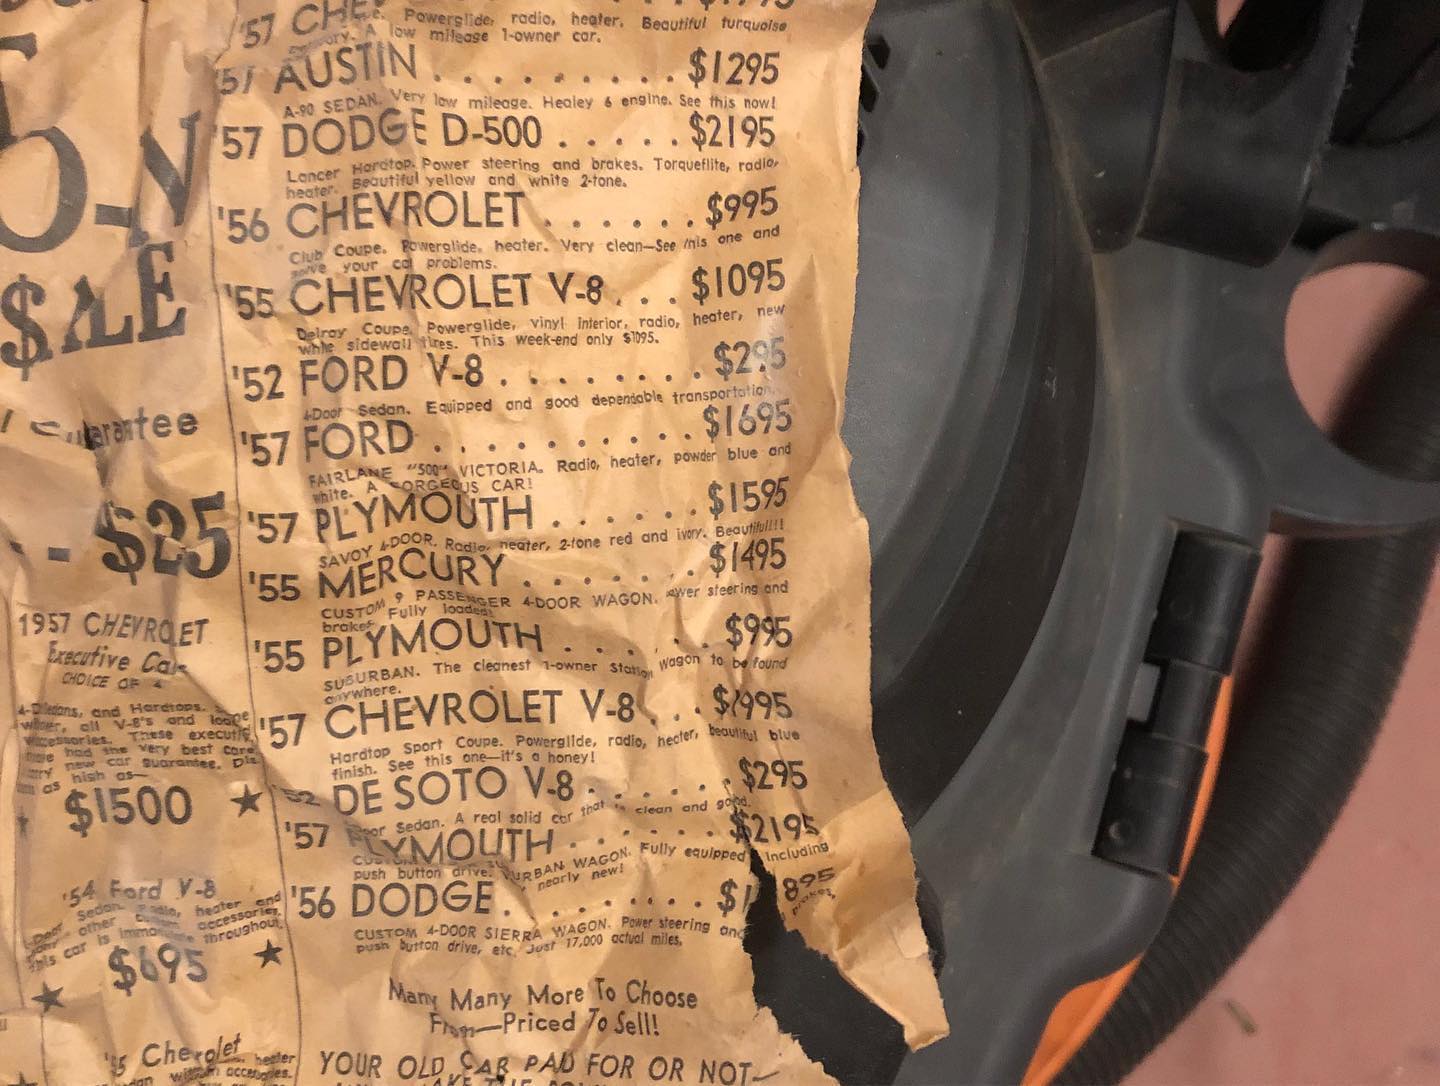 O-N
$ALE
Guarantee
$25
1957 CHEVROLET
Executive Cars
CHOICE OF 4
and Hardtops.
all V-8's and
accessories. These
had the very best care
new car guarantee.
as high as—
$1500
'54 Ford V-8
Sedan. Radio, heater and
other accessories.
car is throughout.
$695
Chevrolet
heater
accessories.
'57
Powerglide, radio, heater. Beautiful turquoise
A low mileage 1-owner car.
'57 AUSTIN . . . . . . . . . . $1295
A-90 SEDAN. Very low mileage. Healey 6 engine. See this now!
'57 DODGE D-500 . . . . . $2195
Lancer Hardtop. Power steering and brakes. Torqueflite, radio,
heater. Beautiful yellow and white 2-tone.
'56 CHEVROLET . . . . . . $995
Club Coupe. Powerglide, heater. Very clean—See this one and
your car problems.
'55 CHEVROLET V-8 . . . $1095
Delray Coupe. Powerglide, vinyl interior, radio, heater, new
white sidewall tires. This week-end only $1095.
'52 FORD V-8 . . . . . . . . $295
4-Door Sedan. Equipped and good dependable transportation.
'57 FORD . . . . . . . . . . $1695
FAIRLANE "500" VICTORIA. Radio, heater, powder blue and
white. A GORGEOUS CAR!
'57 PLYMOUTH . . . . . . $1595
SAVOY 4-DOOR. Radio, heater, 2-tone red and ivory. Beautiful!!!
'55 MERCURY . . . . . . . $1495
CUSTOM 9 PASSENGER 4-DOOR WAGON. Power steering and
brakes. Fully loaded!
'55 PLYMOUTH . . . . . . $995
SUBURBAN. The cleanest 1-owner Station Wagon to be found
anywhere.
'57 CHEVROLET V-8 . . . $1995
Hardtop Sport Coupe. Powerglide, radio, heater, beautiful blue
finish. See this one—it's a honey!
'52 DE SOTO V-8 . . . . . . $295
Sedan. A real solid car that is clean and good.
'57 PLYMOUTH . . . . . . $2195
WAGON. Fully equipped including
push button drive. nearly new!
'56 DODGE . . . . . . . . . $1895
CUSTOM 4-DOOR SIERRA WAGON. Power steering and brakes,
push button drive, etc. Just 17,000 actual miles.
Many Many More To Choose
From—Priced To Sell!
YOUR OLD CAR PAD FOR OR NOT—